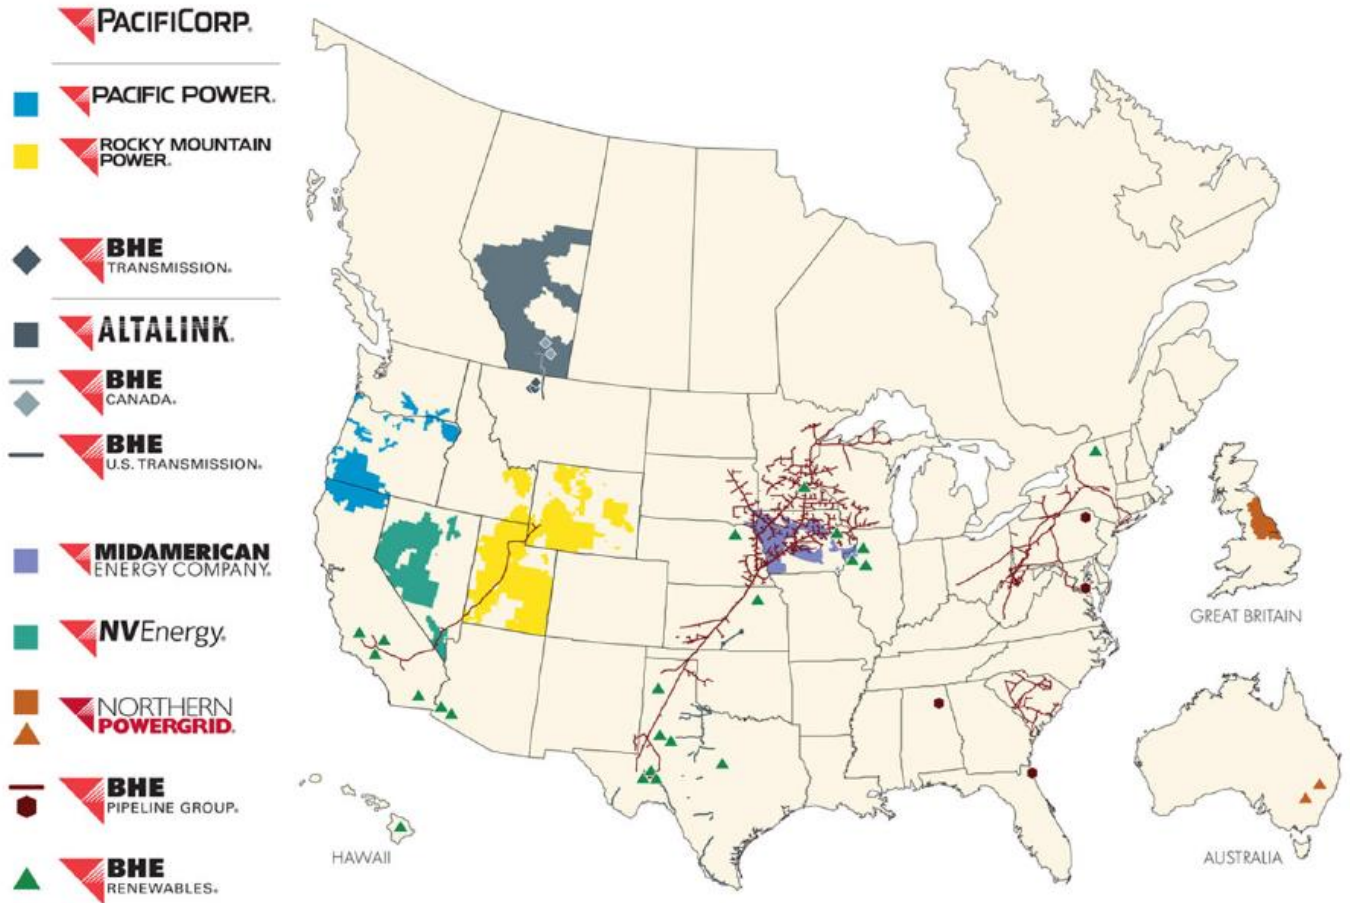 PACIFICORP®
PACIFIC POWER®
ROCKY MOUNTAIN
POWER®
BHE
TRANSMISSION®
ALTALINK®
BHE
CANADA®
BHE
U.S. TRANSMISSION®
MIDAMERICAN
ENERGY COMPANY®
NVEnergy®
NORTHERN
POWERGRID®
BHE
PIPELINE GROUP®
BHE
RENEWABLES®
HAWAII
GREAT BRITAIN
AUSTRALIA